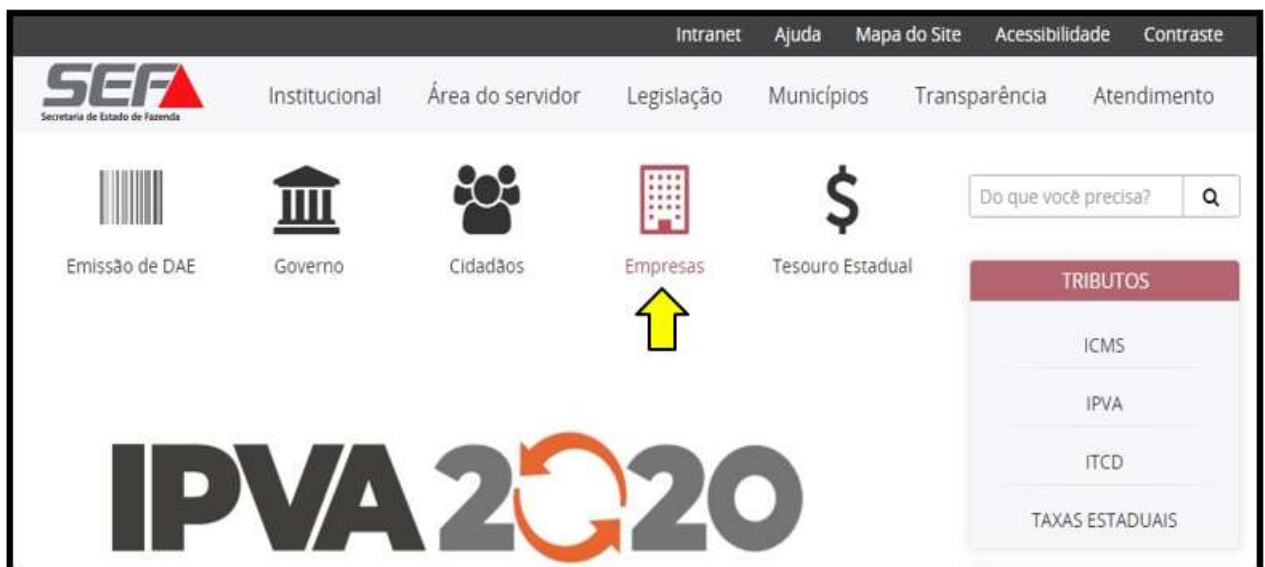 Intranet Ajuda Mapa do Site Acessibilidade Contraste
SEF
Secretaria de Estado de Fazenda
Institucional Área do servidor Legislação Municípios Transparência Atendimento
Emissão de DAE Governo Cidadãos Empresas Tesouro Estadual
Do que você precisa?
TRIBUTOS
ICMS
IPVA
ITCD
TAXAS ESTADUAIS
IPVA 2020